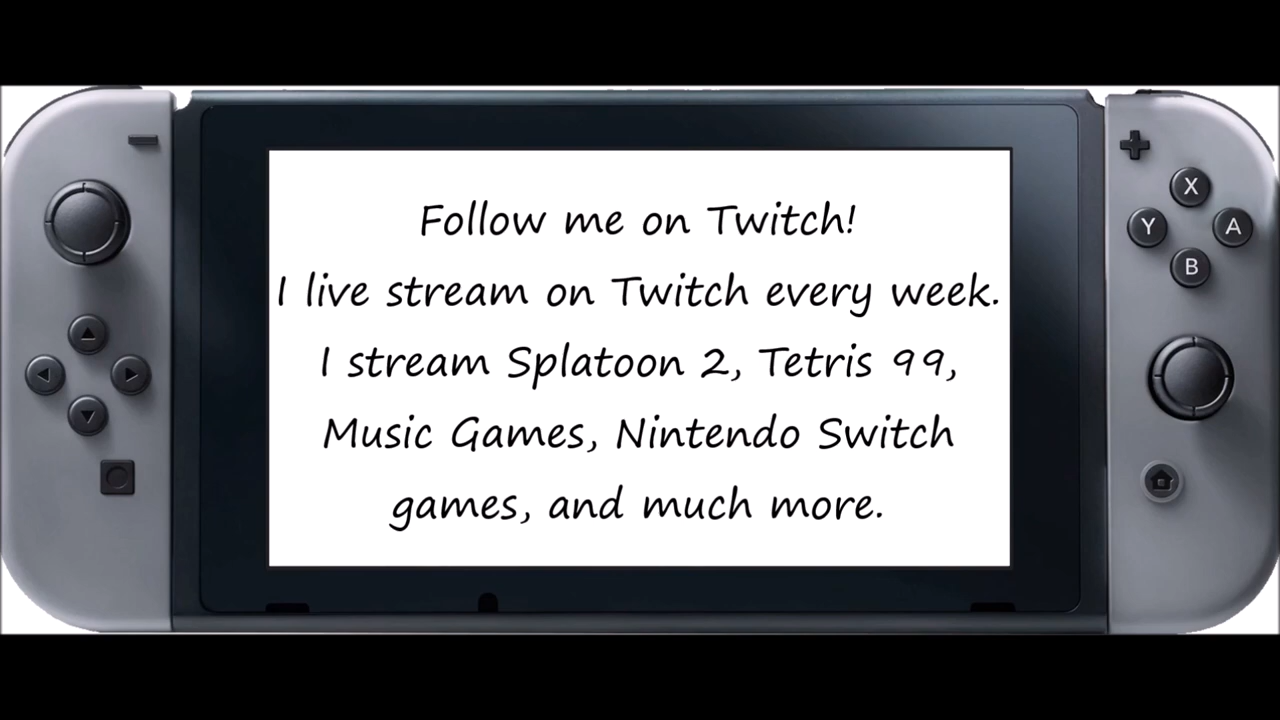 Follow me on Twitch!
I live stream on Twitch every week.
I stream Splatoon 2, Tetris 99,
Music Games, Nintendo Switch
games, and much more.
X
Y A
B